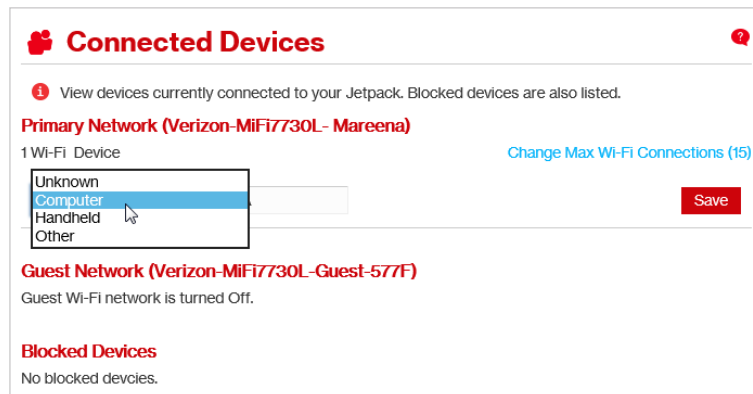 Connected Devices
?
i View devices currently connected to your Jetpack. Blocked devices are also listed.
Primary Network (Verizon-MiFi7730L- Mareena)
1 Wi-Fi Device
Change Max Wi-Fi Connections (15)
Unknown
Computer
Handheld
Other
Save
Guest Network (Verizon-MiFi7730L-Guest-577F)
Guest Wi-Fi network is turned Off.
Blocked Devices
No blocked devcies.